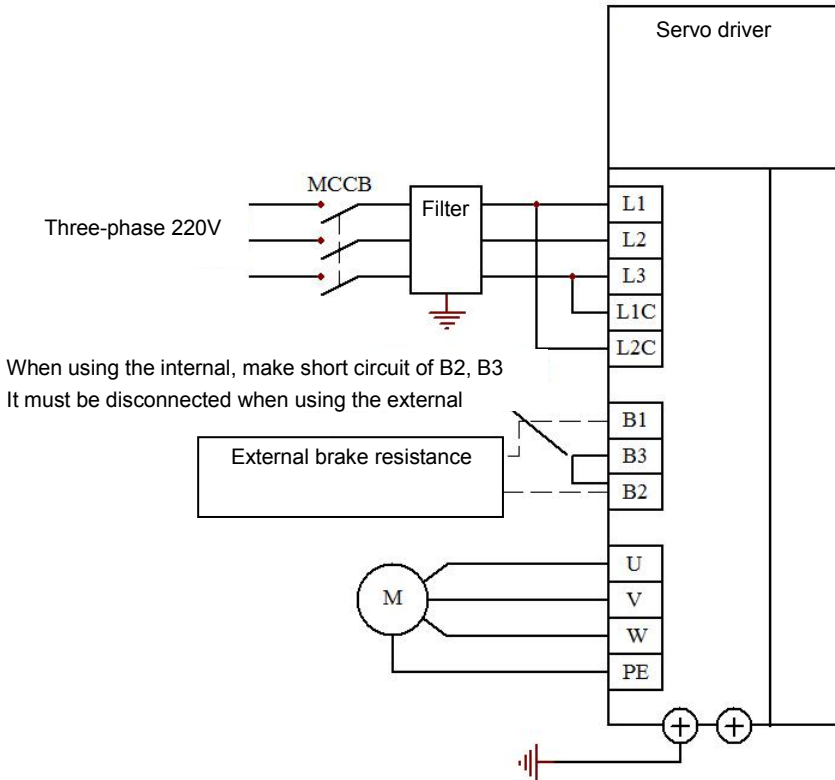 Servo driver
MCCB
Filter
Three-phase 220V
L1
L2
L3
L1C
L2C
When using the internal, make short circuit of B2, B3
It must be disconnected when using the external
B1
External brake resistance
B3
B2
U
M
V
W
PE